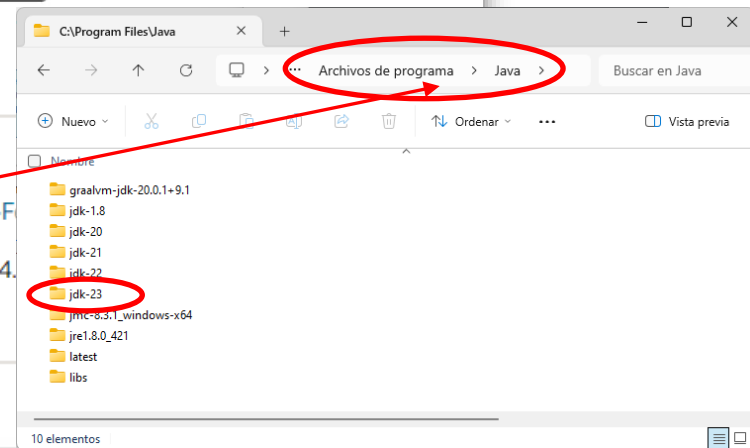 C:\Program Files\Java
Archivos de programa > Java >
Buscar en Java
Nuevo
Ordenar
Vista previa
Nombre
graalvm-jdk-20.0.1+9.1
jdk-1.8
jdk-20
jdk-21
jdk-22
jdk-23
jmc-8.3.1_windows-x64
jre1.8.0_421
latest
libs
10 elementos
4.